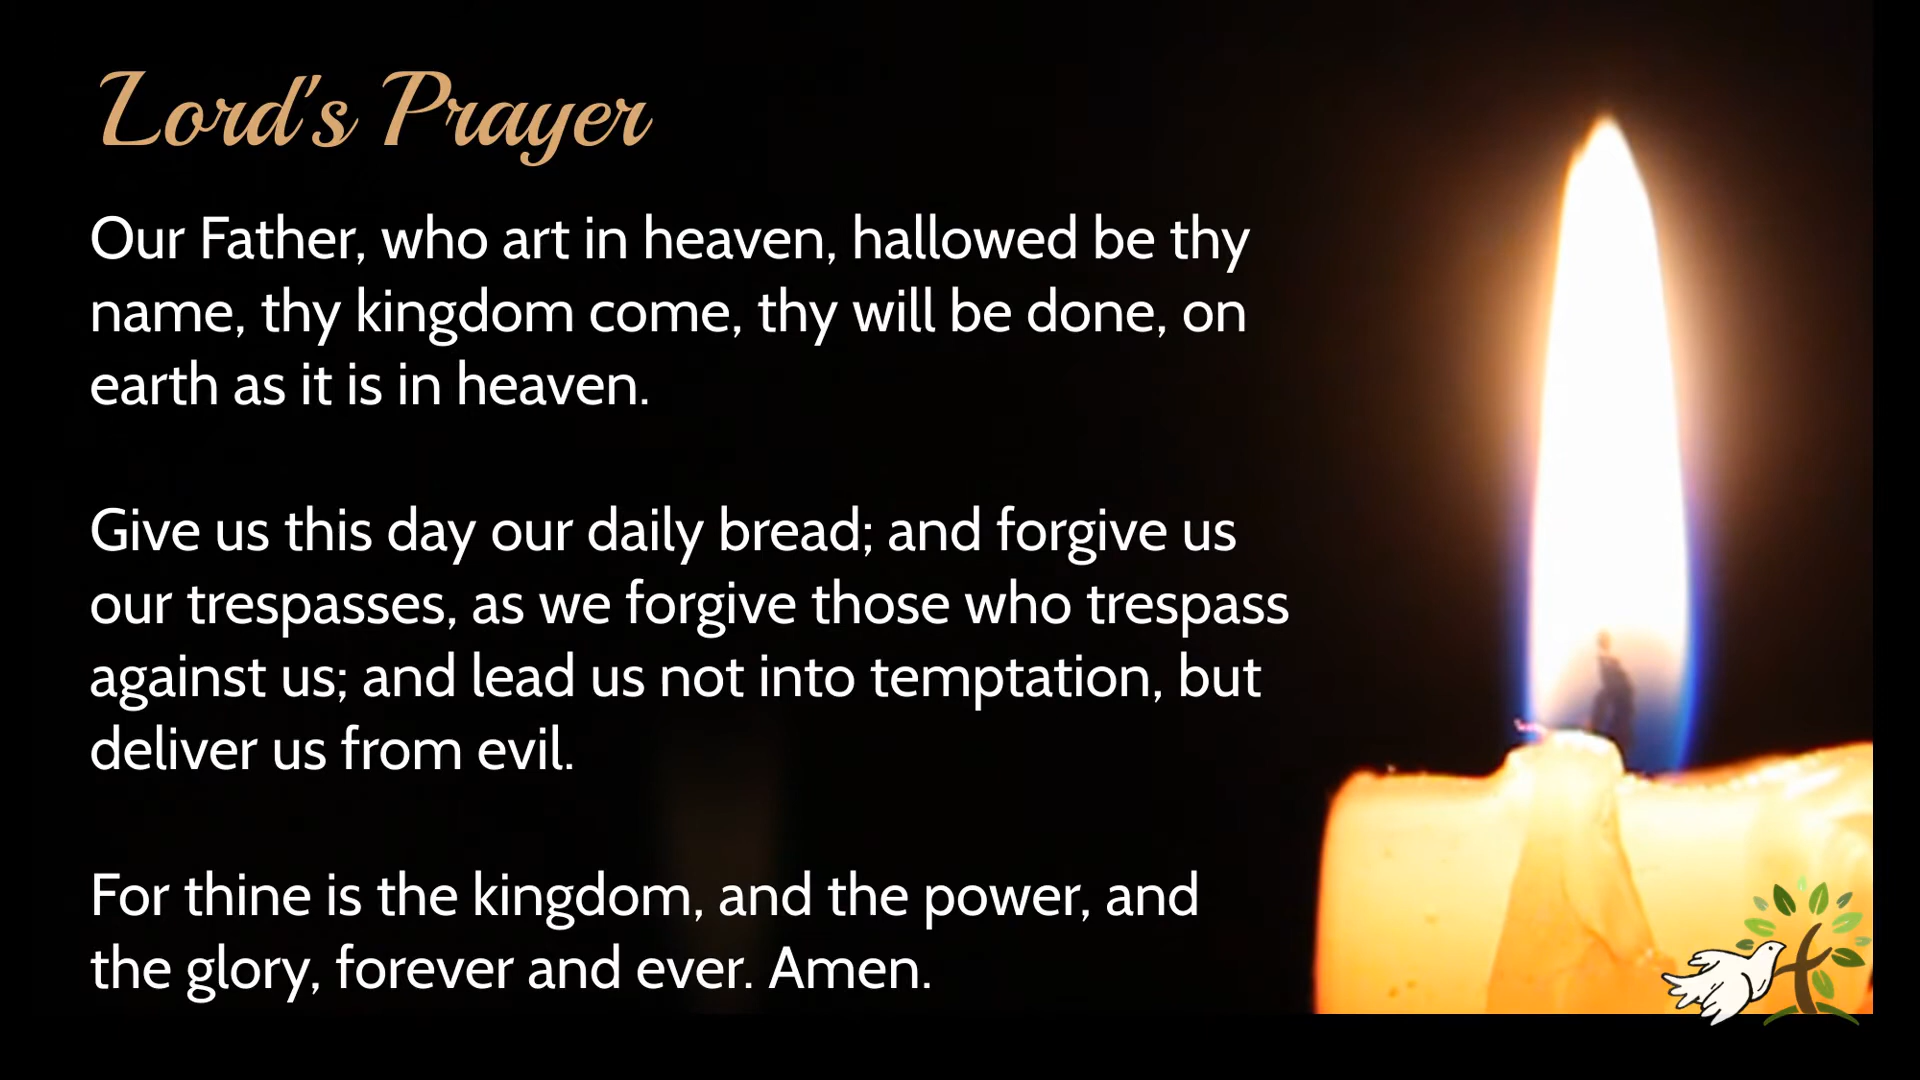 Lord's Prayer
Our Father, who art in heaven, hallowed be thy
name, thy kingdom come, thy will be done, on
earth as it is in heaven.
Give us this day our daily bread; and forgive us
our trespasses, as we forgive those who trespass
against us; and lead us not into temptation, but
deliver us from evil.
For thine is the kingdom, and the power, and
the glory, forever and ever. Amen.